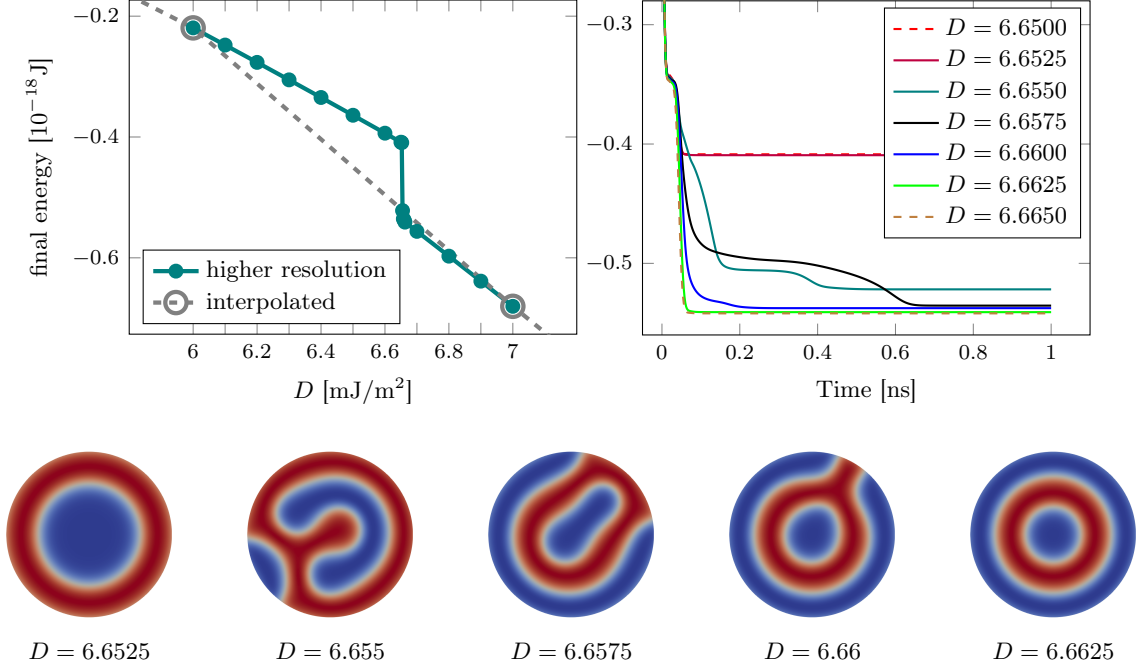 final energy [10⁻¹⁸ J]
−0.2
−0.4
−0.6
higher resolution
interpolated
6 6.2 6.4 6.6 6.8 7
D [mJ/m²]
−0.3
−0.4
−0.5
D = 6.6500
D = 6.6525
D = 6.6550
D = 6.6575
D = 6.6600
D = 6.6625
D = 6.6650
0 0.2 0.4 0.6 0.8 1
Time [ns]
D = 6.6525 D = 6.655 D = 6.6575 D = 6.66 D = 6.6625